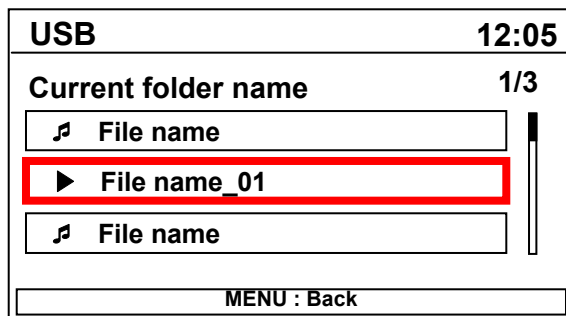 USB 12:05
Current folder name 1/3
File name
File name_01
File name
MENU : Back